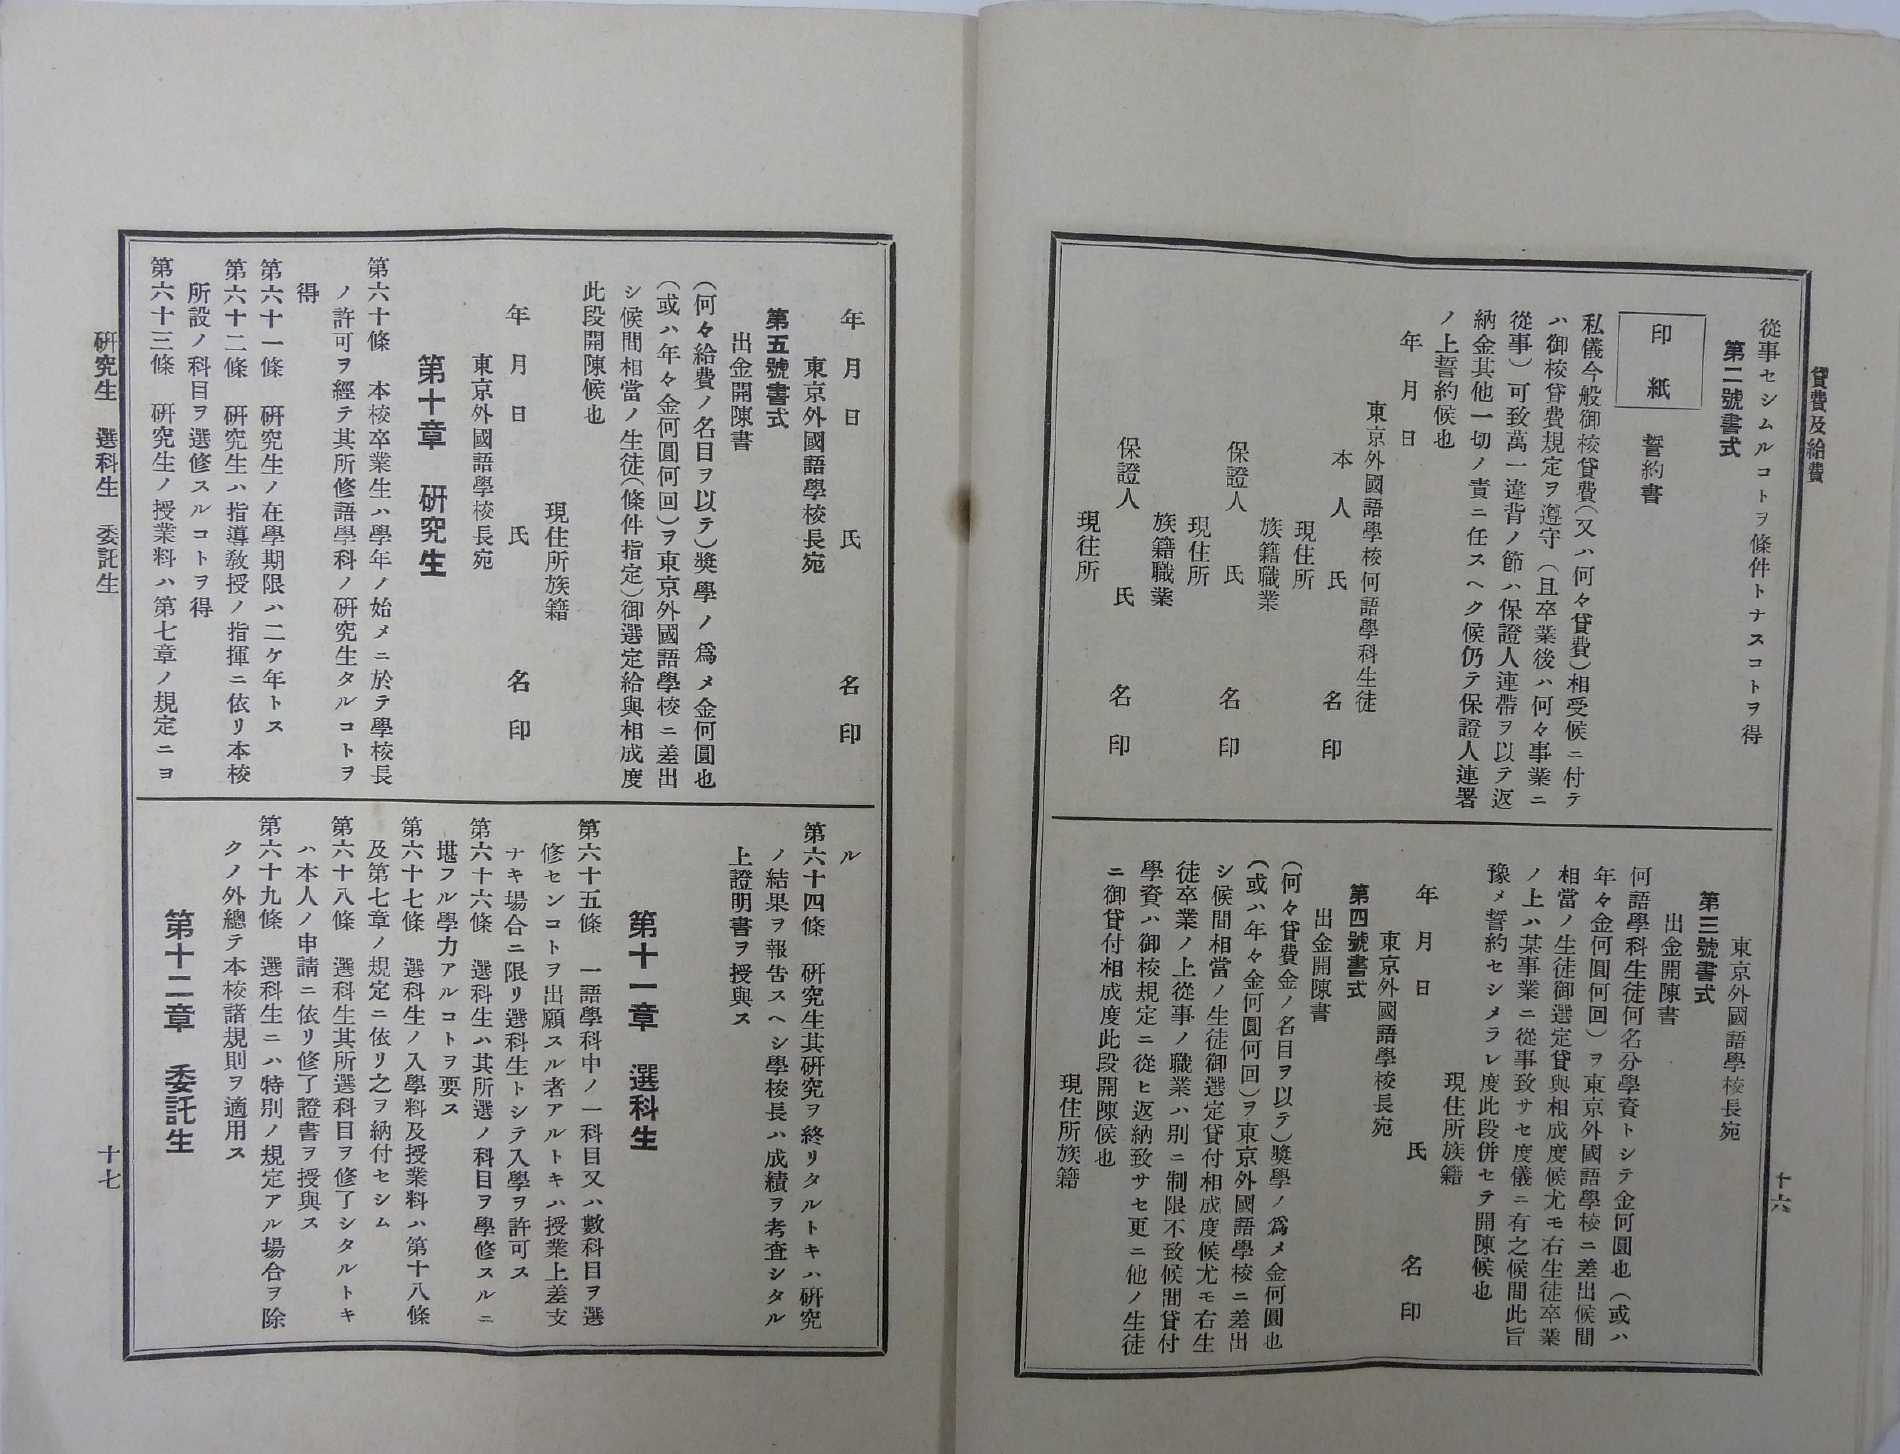 貸費及給費
十六
從事セシムルコトヲ條件トナスコトヲ得
第二號書式
印紙
誓約書
私儀今般御校貸費(又ハ何々貸費)相受候ニ付テ
ハ御校貸費規定ヲ遵守(且卒業後ハ何々事業ニ
從事)可致萬一違背ノ節ハ保證人連帶ヲ以テ返
納金其他一切ノ責ニ任スヘク候仍テ保證人連署
ノ上誓約候也
年月日
東京外國語學校何語學科生徒
本人氏名印
現住所
族籍職業
保證人氏名印
現住所
族籍職業
保證人氏名印
現徃所
東京外國語學校長宛
第三號書式
出金開陳書
何語學科生徒何名分學資トシテ金何圓也(或ハ
年々金何圓何回)ヲ東京外國語學校ニ差出候間
相當ノ生徒御選定貸與相成度候尤モ右生徒卒業
ノ上ハ某事業ニ從事致サセ度儀ニ有之候間此旨
豫メ誓約セシメラレ度此段併セテ開陳候也
現住所族籍
年月日氏名印
東京外國語學校長宛
第四號書式
出金開陳書
(何々貸費金ノ名目ヲ以テ)奬學ノ爲メ金何圓也
(或ハ年々金何圓何回)ヲ東京外國語學校ニ差出
シ候間相當ノ生徒御選定貸付相成度候尤モ右生
徒卒業ノ上從事ノ職業ハ別ニ制限不致候間貸付
學資ハ御校規定ニ從ヒ返納致サセ更ニ他ノ生徒
ニ御貸付相成度此段開陳候也
現住所族籍
年月日氏名印
東京外國語學校長宛
第五號書式
出金開陳書
(何々給費ノ名目ヲ以テ)奬學ノ爲メ金何圓也
(或ハ年々金何圓何回)ヲ東京外國語學校ニ差出
シ候間相當ノ生徒(條件指定)御選定給與相成度
此段開陳候也
現住所族籍
年月日氏名印
東京外國語學校長宛
第十章 硏究生
第六十條 本校卒業生ハ學年ノ始メニ於テ學校長
ノ許可ヲ經テ其所修語學科ノ硏究生タルコトヲ
得
第六十一條 硏究生ノ在學期限ハ二ケ年トス
第六十二條 硏究生ハ指導敎授ノ指揮ニ依リ本校
所設ノ科目ヲ選修スルコトヲ得
第六十三條 硏究生ノ授業料ハ第七章ノ規定ニヨ
ル
第六十四條 硏究生其硏究ヲ終リタルトキハ硏究
ノ結果ヲ報告スヘシ學校長ハ成績ヲ考査シタル
上證明書ヲ授與ス
第十一章 選科生
第六十五條 一語學科中ノ一科目又ハ數科目ヲ選
修センコトヲ出願スル者アルトキハ授業上差支
ナキ場合ニ限リ選科生トシテ入學ヲ許可ス
第六十六條 選科生ハ其所選ノ科目ヲ學修スルニ
堪フル學力アルコトヲ要ス
第六十七條 選科生ノ入學料及授業料ハ第十八條
及第七章ノ規定ニ依リ之ヲ納付セシム
第六十八條 選科生其所選科目ヲ修了シタルトキ
ハ本人ノ申請ニ依リ修了證書ヲ授與ス
第六十九條 選科生ニハ特別ノ規定アル場合ヲ除
クノ外總テ本校諸規則ヲ適用ス
第十二章 委託生
硏究生 選科生 委託生
十七